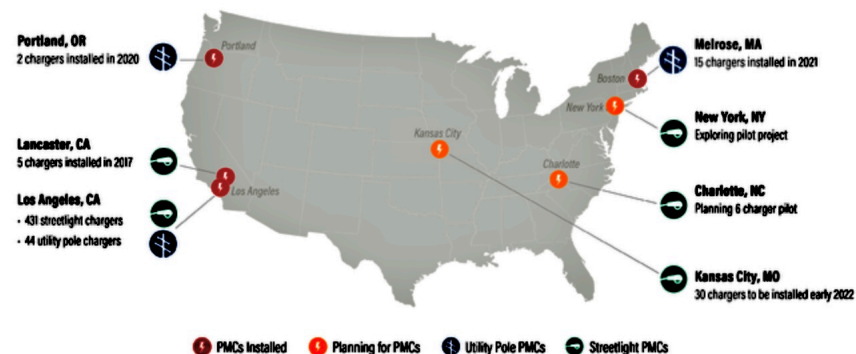 Portland, OR
2 chargers installed in 2020
Lancaster, CA
5 chargers installed in 2017
Los Angeles, CA
• 431 streetlight chargers
• 44 utility pole chargers
Portland
Los Angeles
Kansas City
Charlotte
New York
Boston
Melrose, MA
15 chargers installed in 2021
New York, NY
Exploring pilot project
Charlotte, NC
Planning 6 charger pilot
Kansas City, MO
30 chargers to be installed early 2022
PMCs Installed
Planning for PMCs
Utility Pole PMCs
Streetlight PMCs